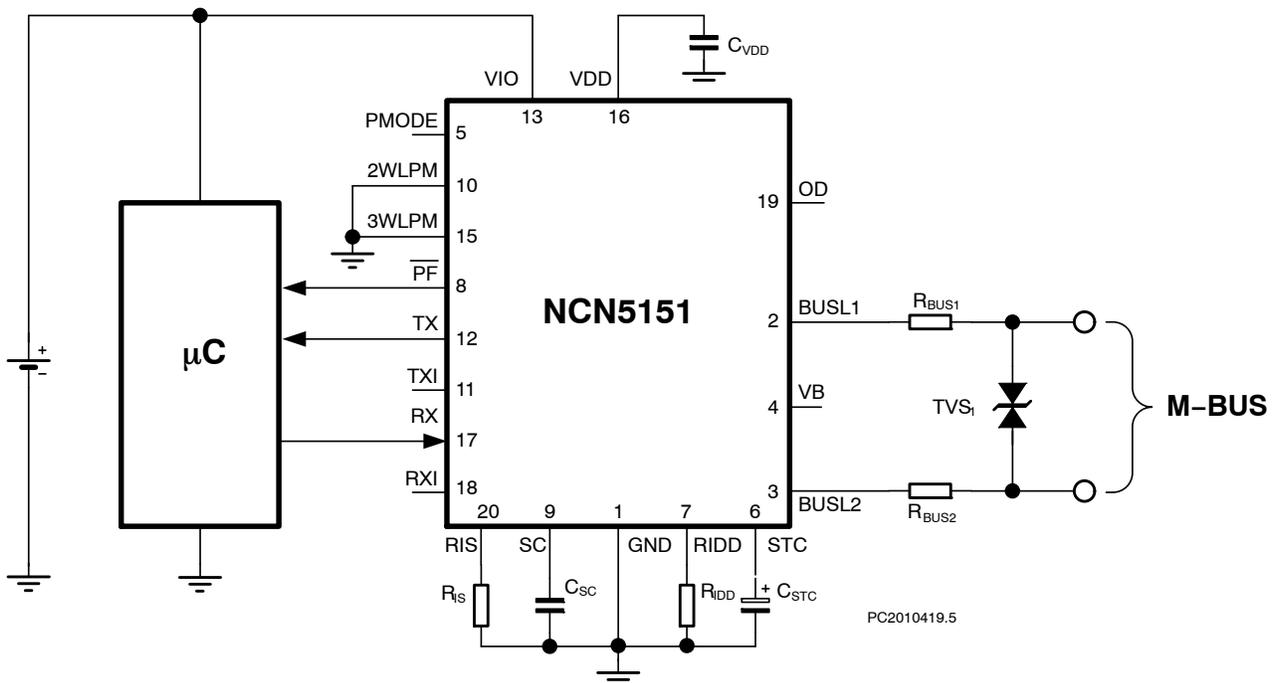 CVDD
VIO
VDD
13
16
PMODE
5
2WLPM
10
3WLPM
15
PF
8
TX
12
TXI
11
RX
17
RXI
18
μC
+
−
NCN5151
19
OD
2
BUSL1
RBUS1
4
VB
TVS1
M−BUS
3
BUSL2
RBUS2
20
9
1
7
6
RIS
SC
GND
RIDD
STC
RIS
CSC
RIDD
+
CSTC
PC2010419.5